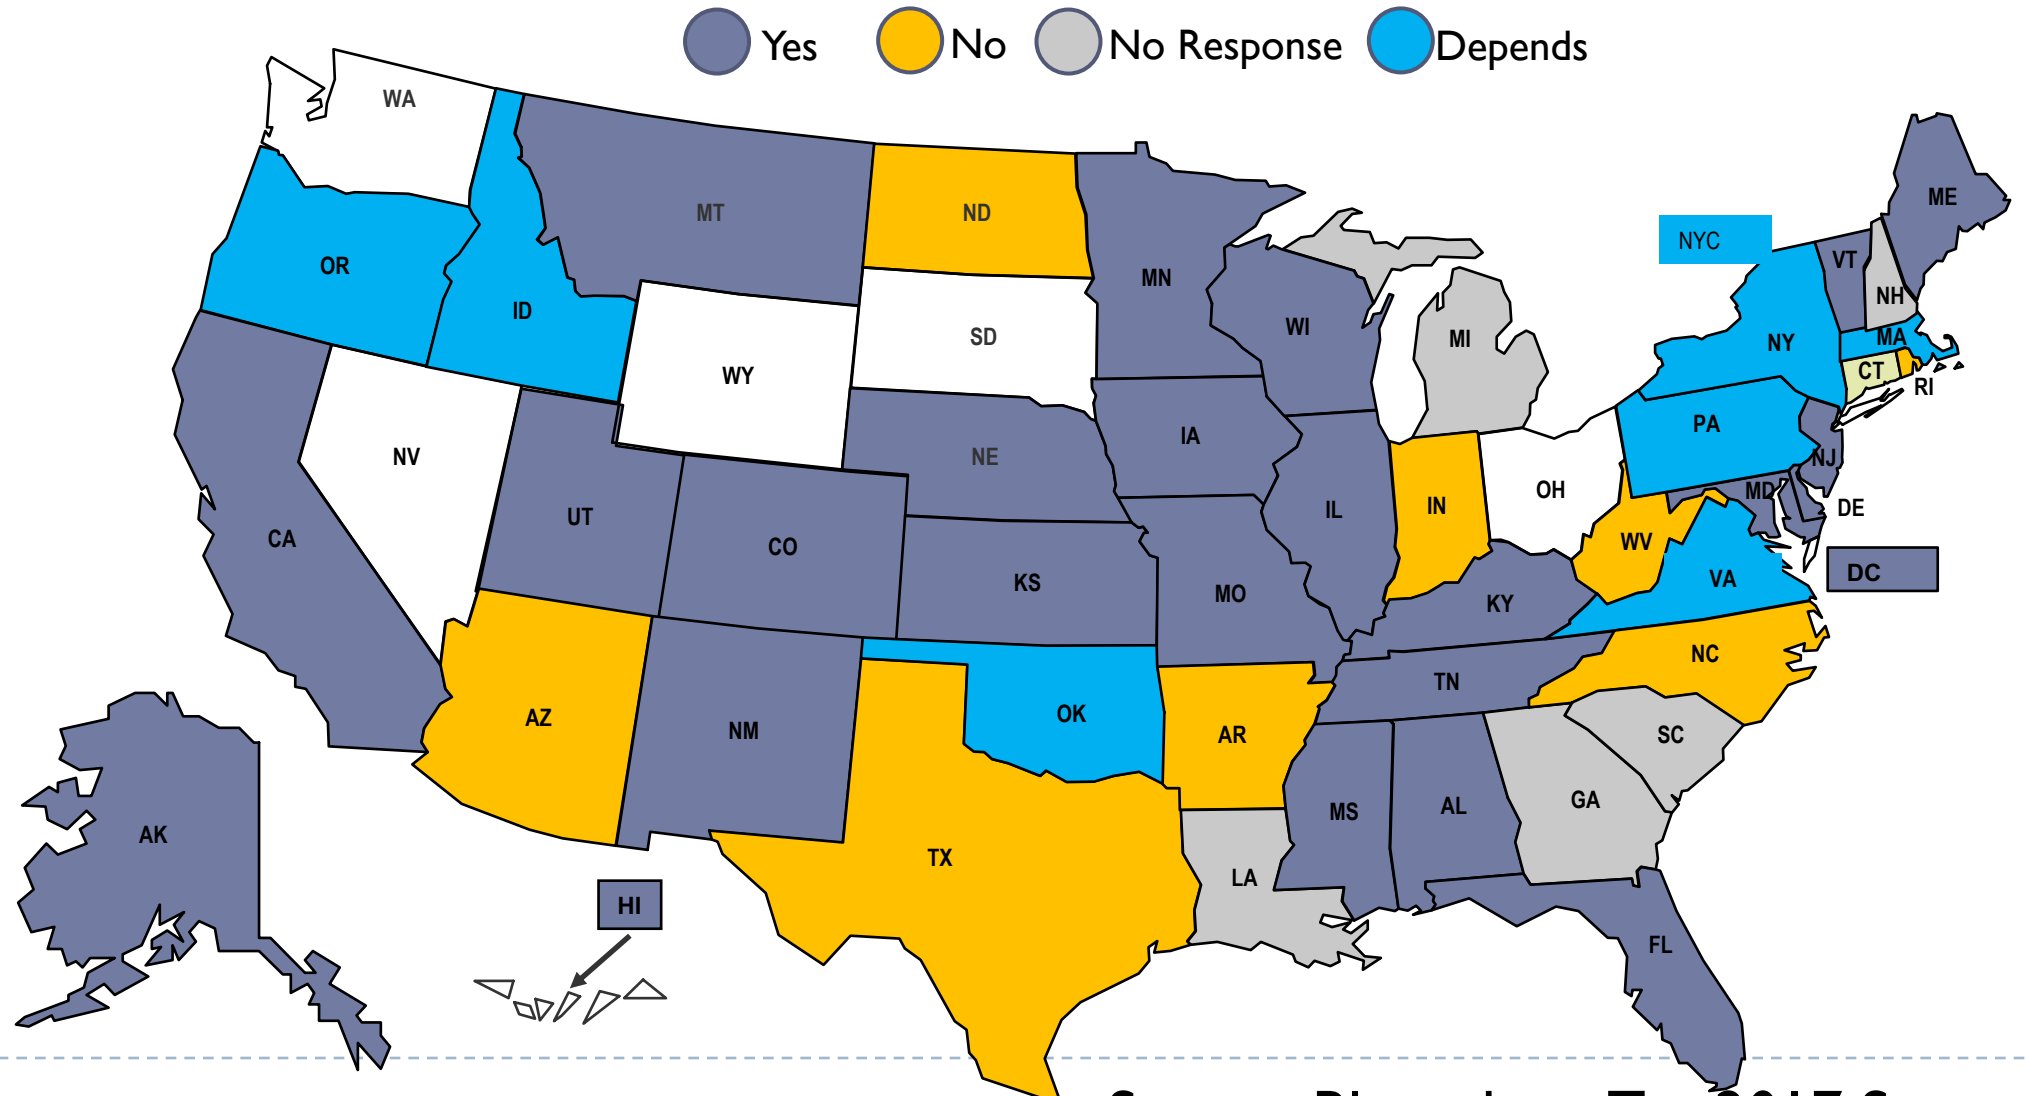 Yes No No Response Depends
WA
ME
MT
ND
NYC
VT
OR
MN
NH
ID
WI
SD
MI
NY
MA
WY
CT
RI
PA
IA
NV
NE
NJ
MD
OH
DE
IN
IL
UT
CA
CO
WV
DC
KS
VA
MO
KY
NC
TN
AZ
OK
NM
AR
SC
GA
AL
MS
AK
TX
LA
HI
FL
2017